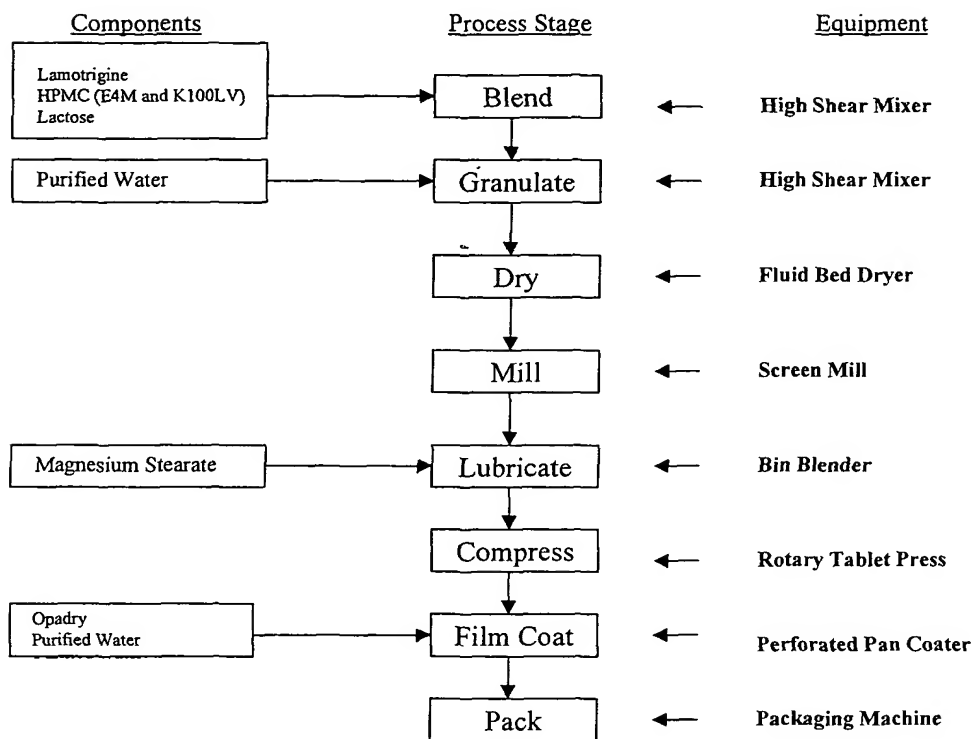 Components Process Stage Equipment
Lamotrigine
HPMC (E4M and K100LV)
Lactose
Blend
High Shear Mixer
Purified Water
Granulate
High Shear Mixer
Dry
Fluid Bed Dryer
Mill
Screen Mill
Magnesium Stearate
Lubricate
Bin Blender
Compress
Rotary Tablet Press
Opadry
Purified Water
Film Coat
Perforated Pan Coater
Pack
Packaging Machine